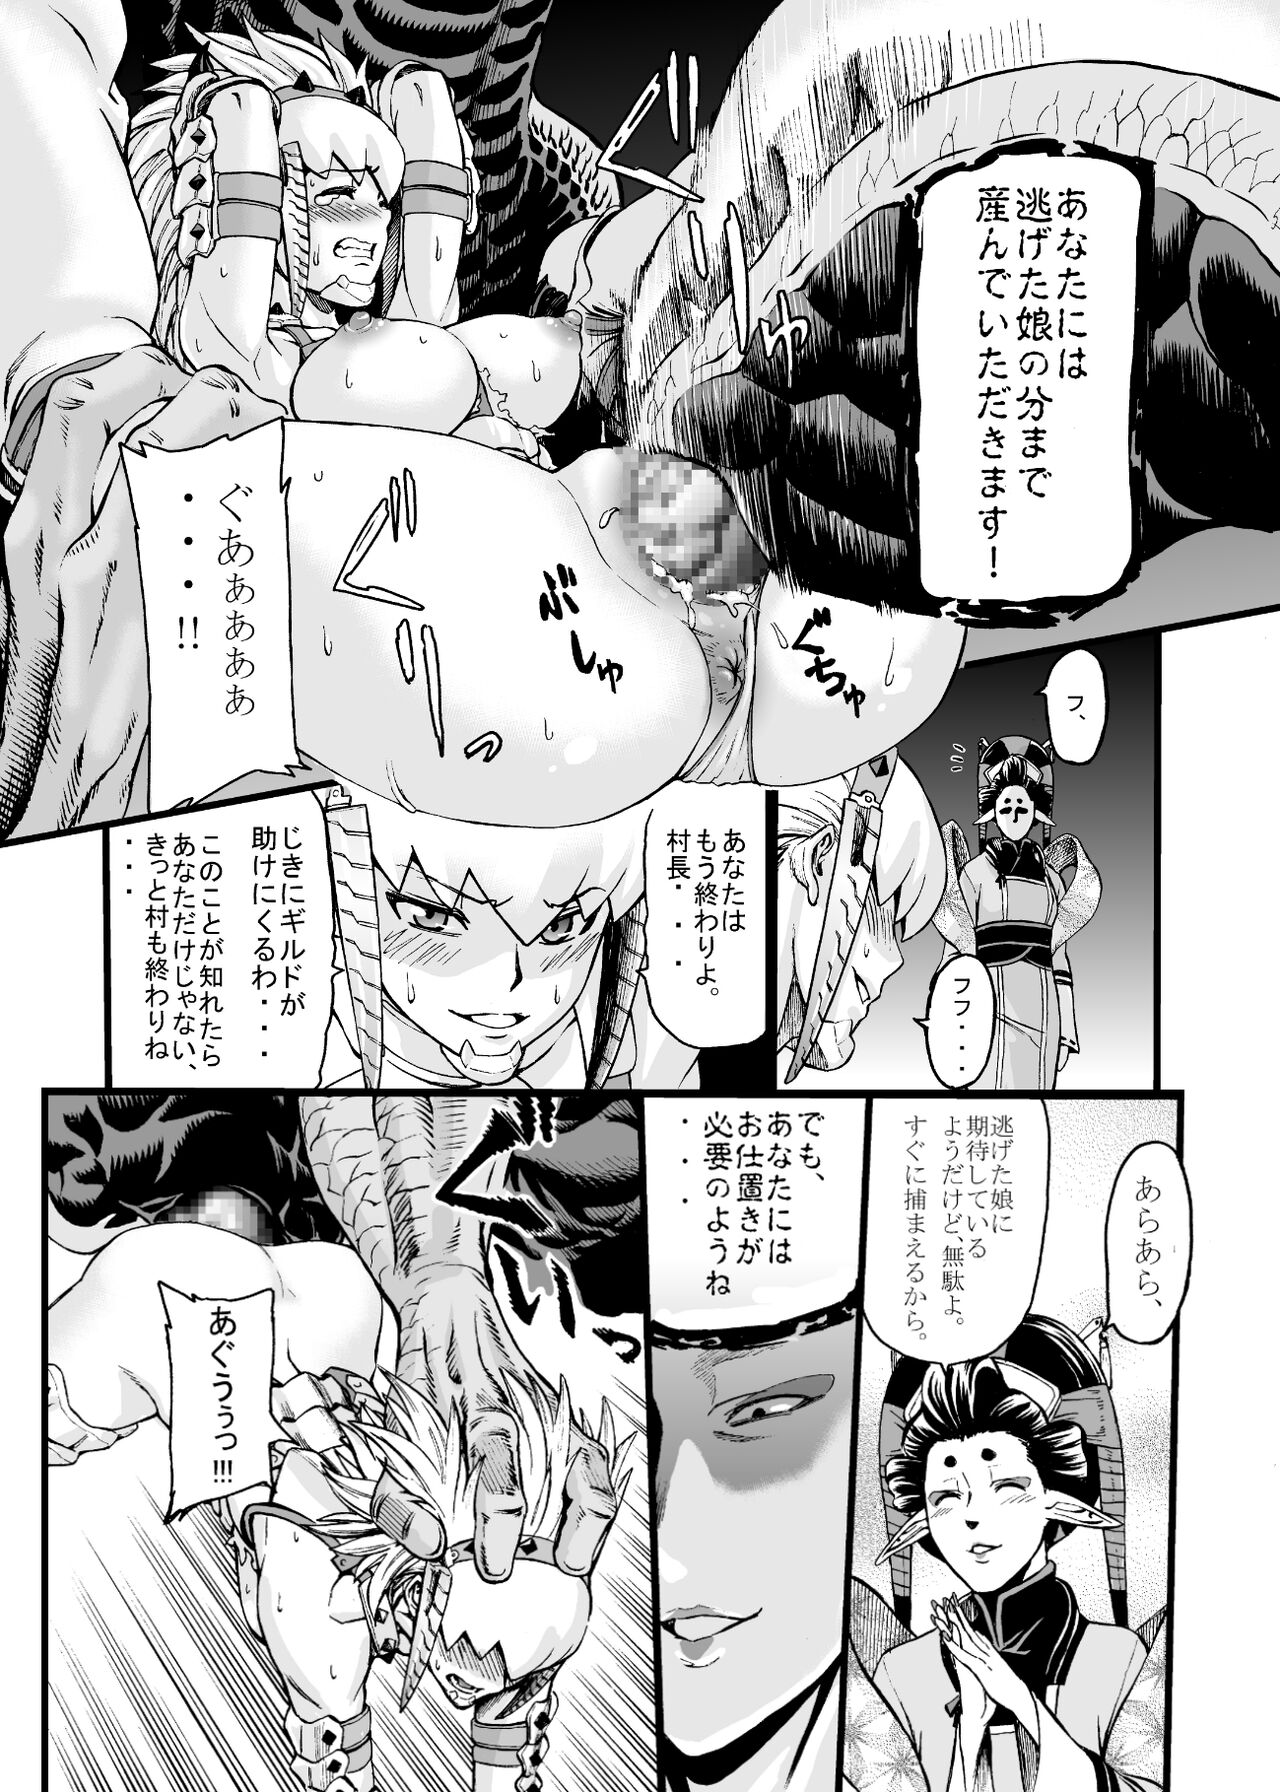 あなたには
逃げた娘の分まで
産んでいただきます！
ぐぁぁぁぁぁ
・・・!!
ぶしゅ
ぐちゅ
フ、
フフ・・・
あなたは
もう終わりよ。
村長・・・
じきにギルドが
助けにくるわ・・・
このことが知れたら
あなただけじゃない、
きっと村も終わりね
・・・
あらあら、
逃げた娘に
期待している
ようだけど、無駄よ。
すぐに捕まえるから。
でも、
あなたには
お仕置きが
必要のようね
・・・
あぐうぅっ!!!